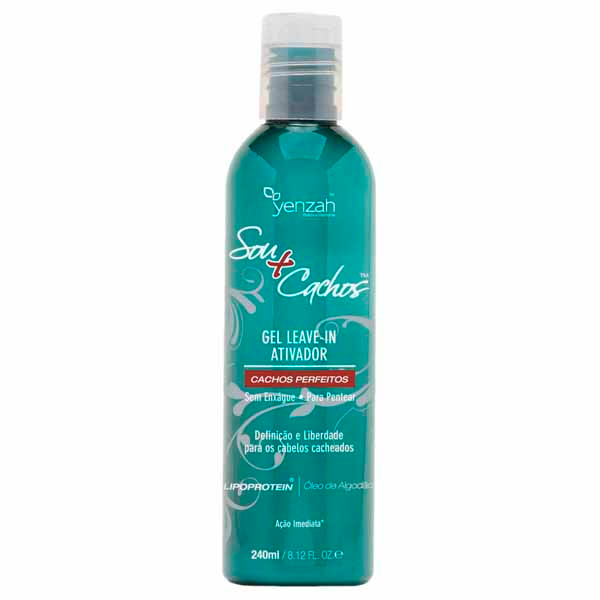 yenzah
Sou+
Cachos™
GEL LEAVE-IN
ATIVADOR
CACHOS PERFEITOS
Sem Enxágue • Para Pentear
Definição e Liberdade
para os cabelos cacheados
LIPOPROTEIN® | Óleo de Algodão
Ação Imediata*
240ml / 8.12 FL. OZ. ℮